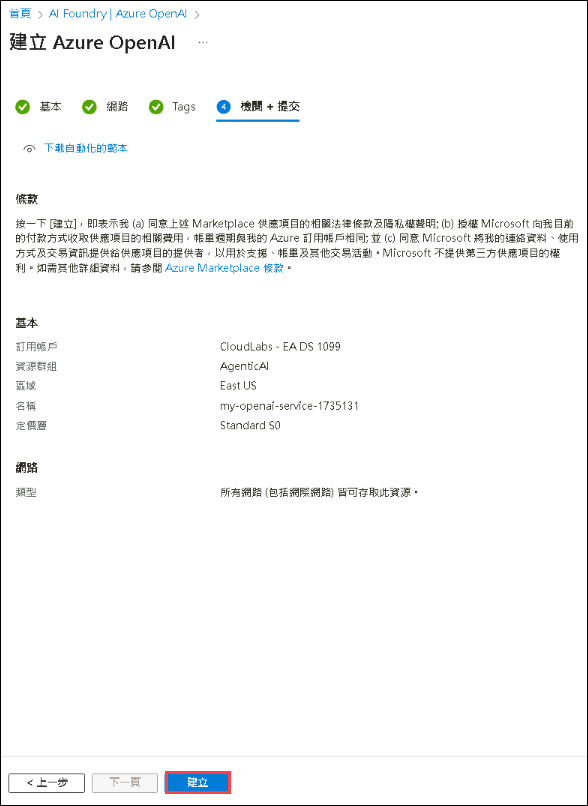 首頁 > AI Foundry | Azure OpenAI >
建立 Azure OpenAI ...
基本 網路 Tags 4 檢閱 + 提交
下載自動化的範本
條款
按一下 [建立]，即表示我 (a) 同意上述 Marketplace 供應項目的相關法律條款及隱私權聲明; (b) 授權 Microsoft 向我目前
的付款方式收取供應項目的相關費用，帳單週期與我的 Azure 訂用帳戶相同; 並 (c) 同意 Microsoft 將我的連絡資料、使用
方式及交易資訊提供給供應項目的提供者，以用於支援、帳單及其他交易活動。Microsoft 不提供第三方供應項目的權
利。如需其他詳細資料，請參閱 Azure Marketplace 條款。
基本
訂用帳戶 CloudLabs - EA DS 1099
資源群組 AgenticAI
區域 East US
名稱 my-openai-service-1735131
定價層 Standard S0
網路
類型 所有網路 (包括網際網路) 皆可存取此資源。
< 上一步 下一頁 建立